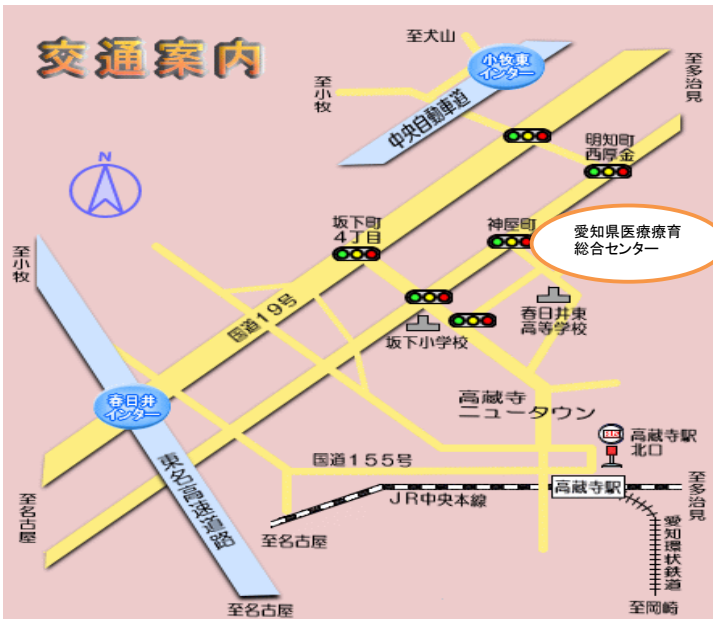 交通案内
至犬山
小牧東
インター
至多治見
至小牧
中央自動車道
明知町
西厚金
N
坂下町
4丁目
神屋町
愛知県医療療育
総合センター
至小牧
国道19号
春日井東
高等学校
坂下小学校
春日井
インター
高蔵寺
ニュータウン
BUS
高蔵寺駅
北口
国道155号
東名高速道路
至名古屋
高蔵寺駅
至多治見
JR中央本線
至名古屋
愛知環状鉄道
至名古屋
至岡崎